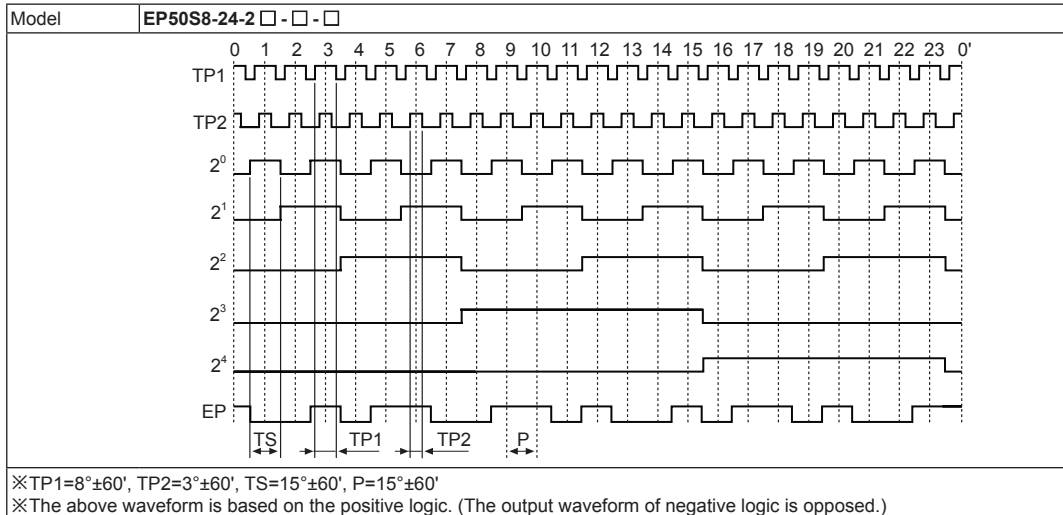 Model EP50S8-24-2 □ - □ - □
0 1 2 3 4 5 6 7 8 9 10 11 12 13 14 15 16 17 18 19 20 21 22 23 0'
TP1
TP2
2⁰
2¹
2²
2³
2⁴
EP
TS TP1 TP2 P
※TP1=8°±60', TP2=3°±60', TS=15°±60', P=15°±60'
※The above waveform is based on the positive logic. (The output waveform of negative logic is opposed.)